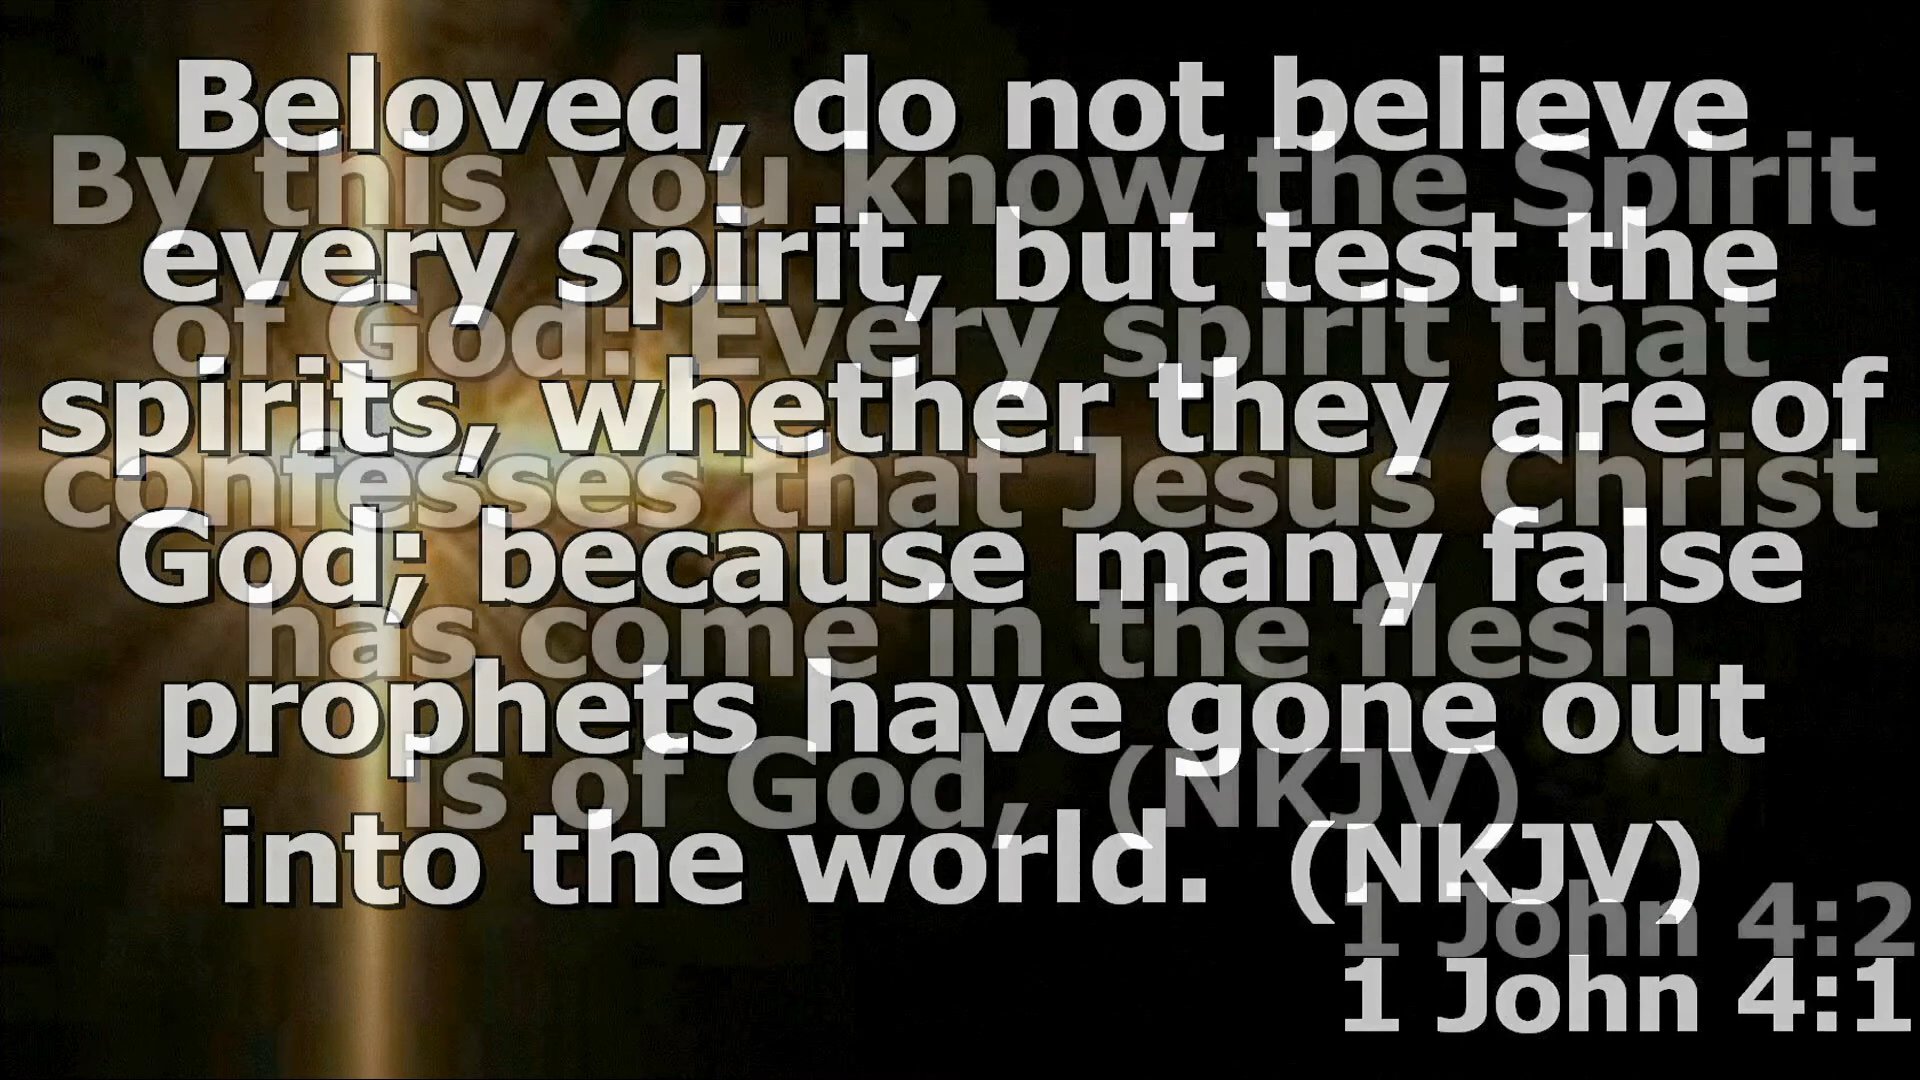 Beloved, do not believe
every spirit, but test the
spirits, whether they are of
God; because many false
prophets have gone out
into the world. (NKJV)
1 John 4:1
By this you know the Spirit
of God: Every spirit that
confesses that Jesus Christ
has come in the flesh
is of God, (NKJV)
1 John 4:2